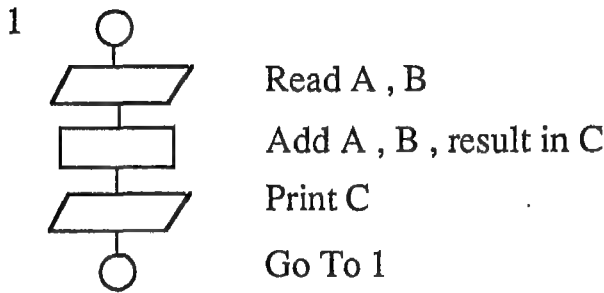 1
Read A , B
Add A , B , result in C
Print C
Go To 1